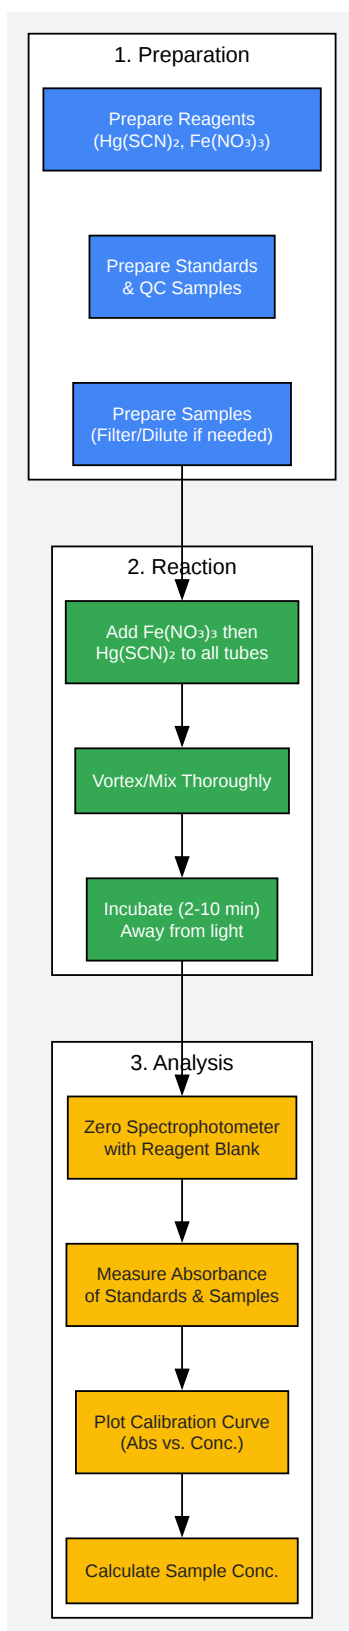 1. Preparation
Prepare Reagents
(Hg(SCN)₂, Fe(NO₃)₃)
Prepare Standards
& QC Samples
Prepare Samples
(Filter/Dilute if needed)
2. Reaction
Add Fe(NO₃)₃ then
Hg(SCN)₂ to all tubes
Vortex/Mix Thoroughly
Incubate (2-10 min)
Away from light
3. Analysis
Zero Spectrophotometer
with Reagent Blank
Measure Absorbance
of Standards & Samples
Plot Calibration Curve
(Abs vs. Conc.)
Calculate Sample Conc.